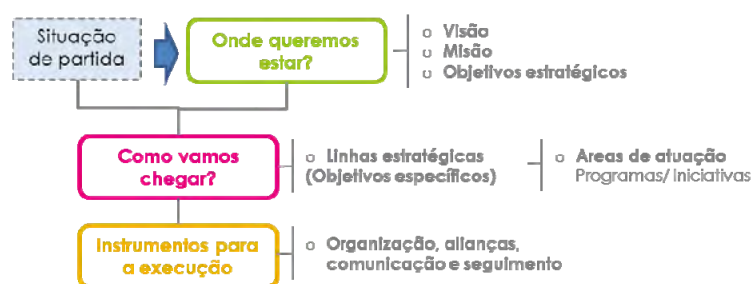 Situação
de partida
Onde queremos
estar?
o Visão
o Misão
o Objetivos estratégicos
Como vamos
chegar?
o Linhas estratégicas
(Objetivos específicos)
o Areas de atuação
Programas/ Iniciativas
Instrumentos para
a execução
o Organização, alianças,
comunicação e seguimento